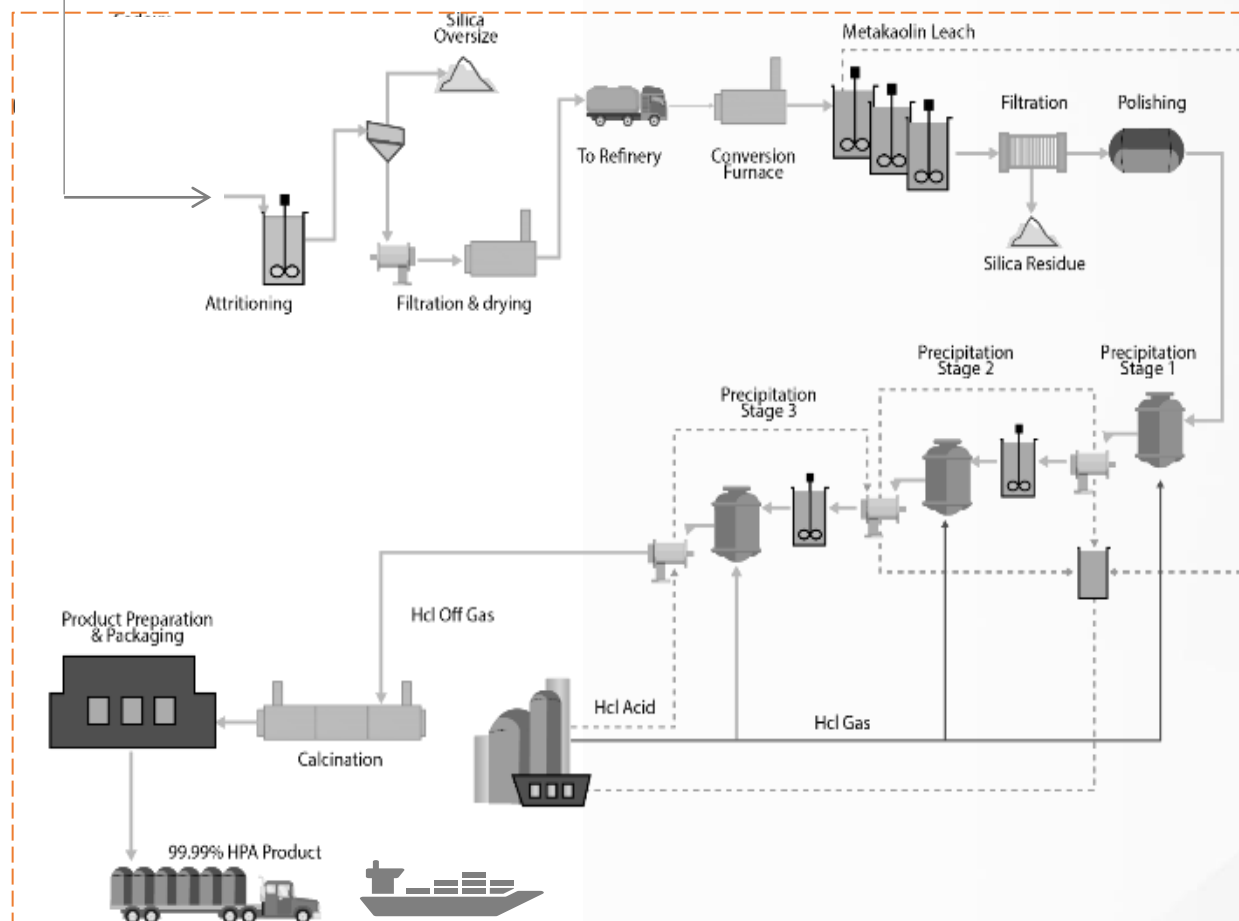 Silica
Oversize
Metakaolin Leach
Filtration
Polishing
To Refinery
Conversion
Furnace
Silica Residue
Attritioning
Filtration & drying
Precipitation
Stage 3
Precipitation
Stage 2
Precipitation
Stage 1
Hcl Off Gas
Product Preparation
& Packaging
Hcl Acid
Hcl Gas
Calcination
99.99% HPA Product